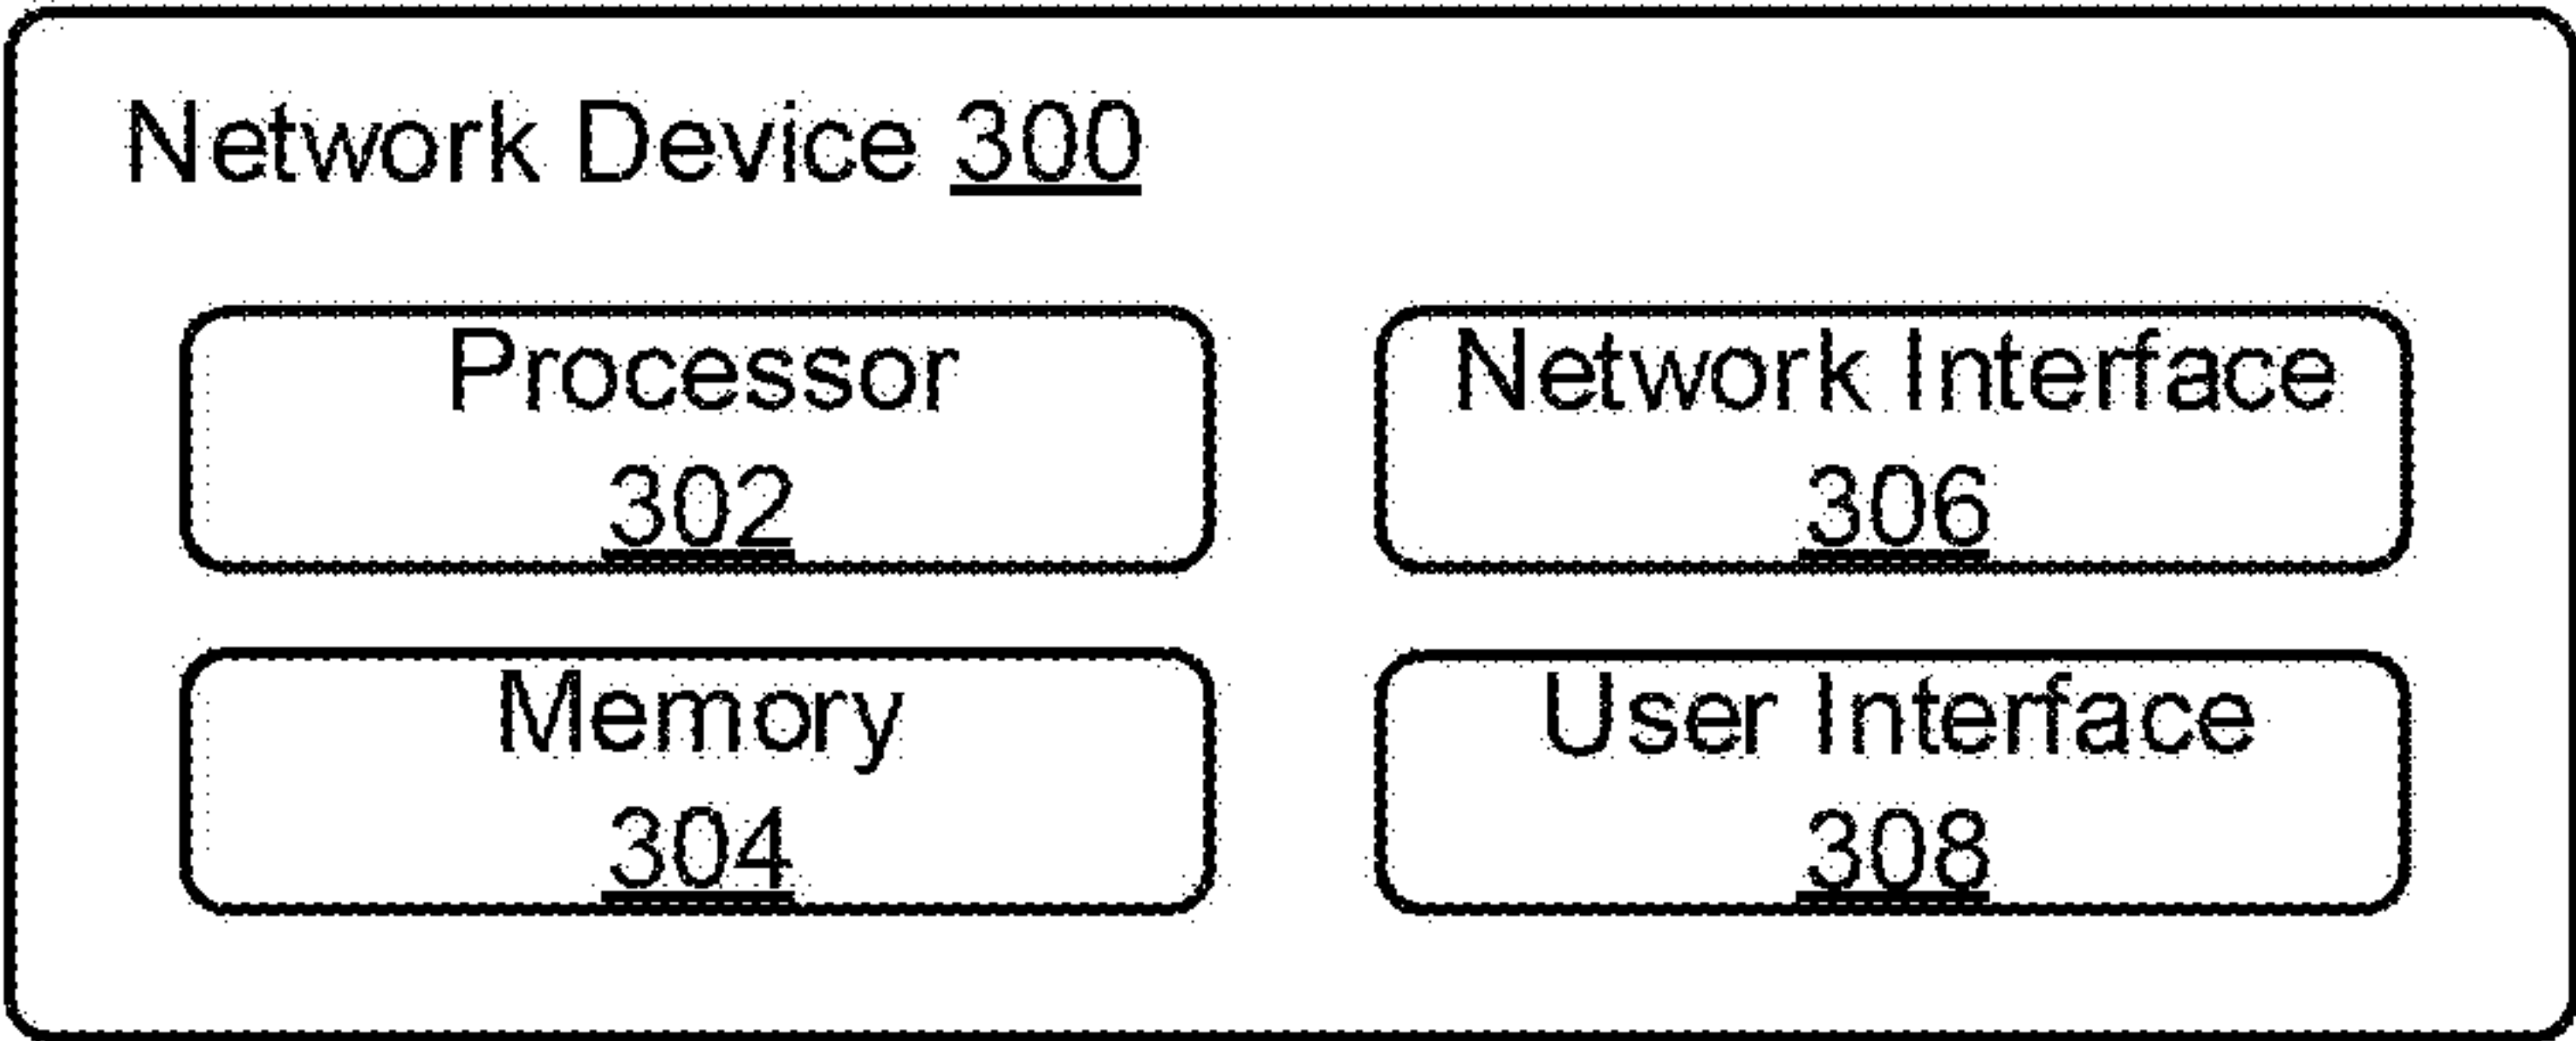 Network Device 300
Processor
302
Network Interface
306
Memory
304
User Interface
308